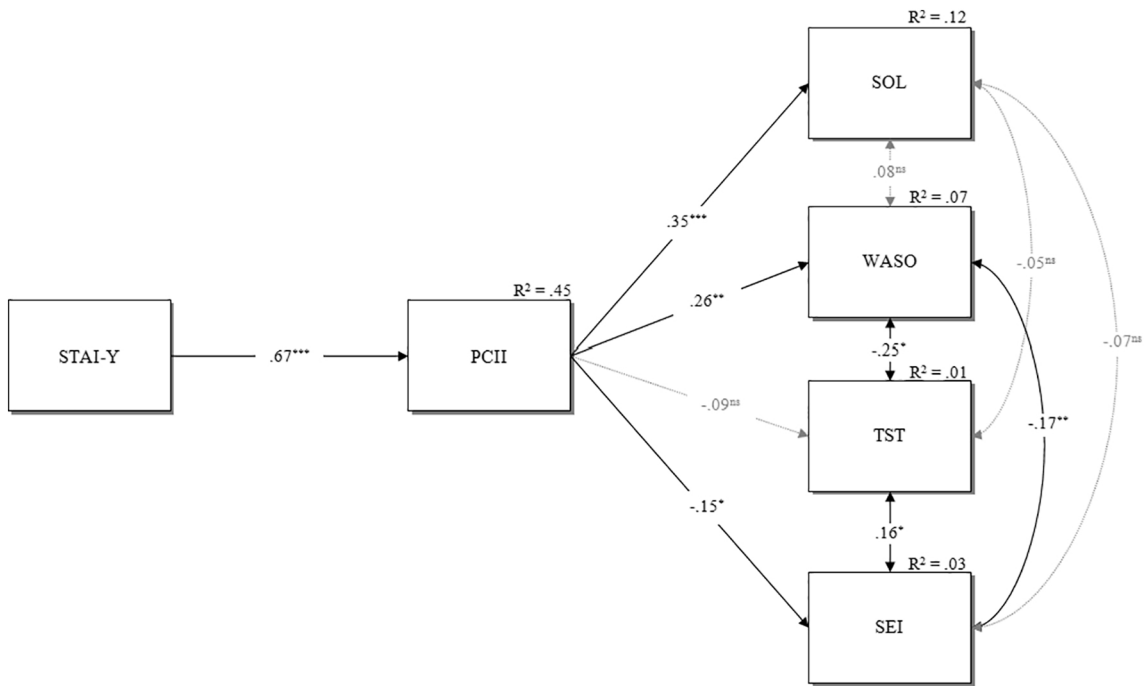 R² = .12
SOL
.08ⁿˢ
R² = .07
.35***
WASO
-.05ⁿˢ
R² = .45
.26**
-.07ⁿˢ
STAI-Y
.67***
PCII
-.25*
R² = .01
-.09ⁿˢ
TST
-.17**
-.15*
.16*
R² = .03
SEI